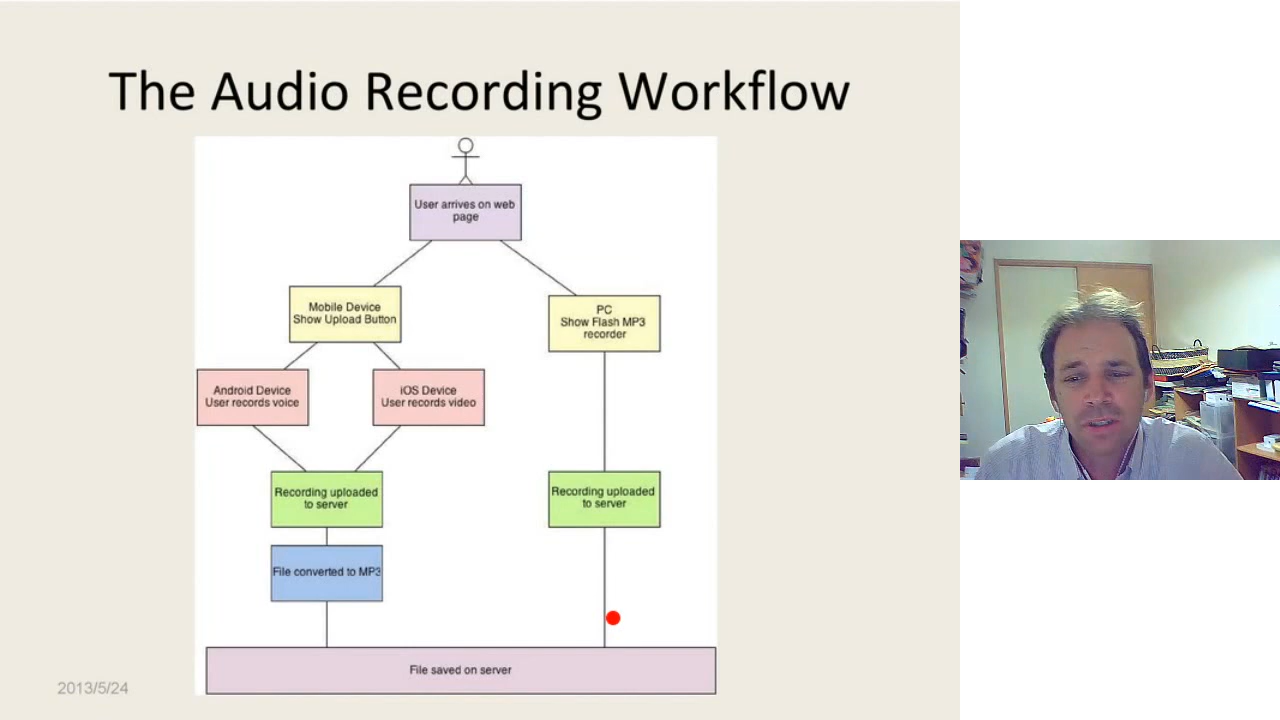 The Audio Recording Workflow
User arrives on web
page
Mobile Device
Show Upload Button
PC
Show Flash MP3
recorder
Android Device
User records voice
iOS Device
User records video
Recording uploaded
to server
Recording uploaded
to server
File converted to MP3
File saved on server
2013/5/24